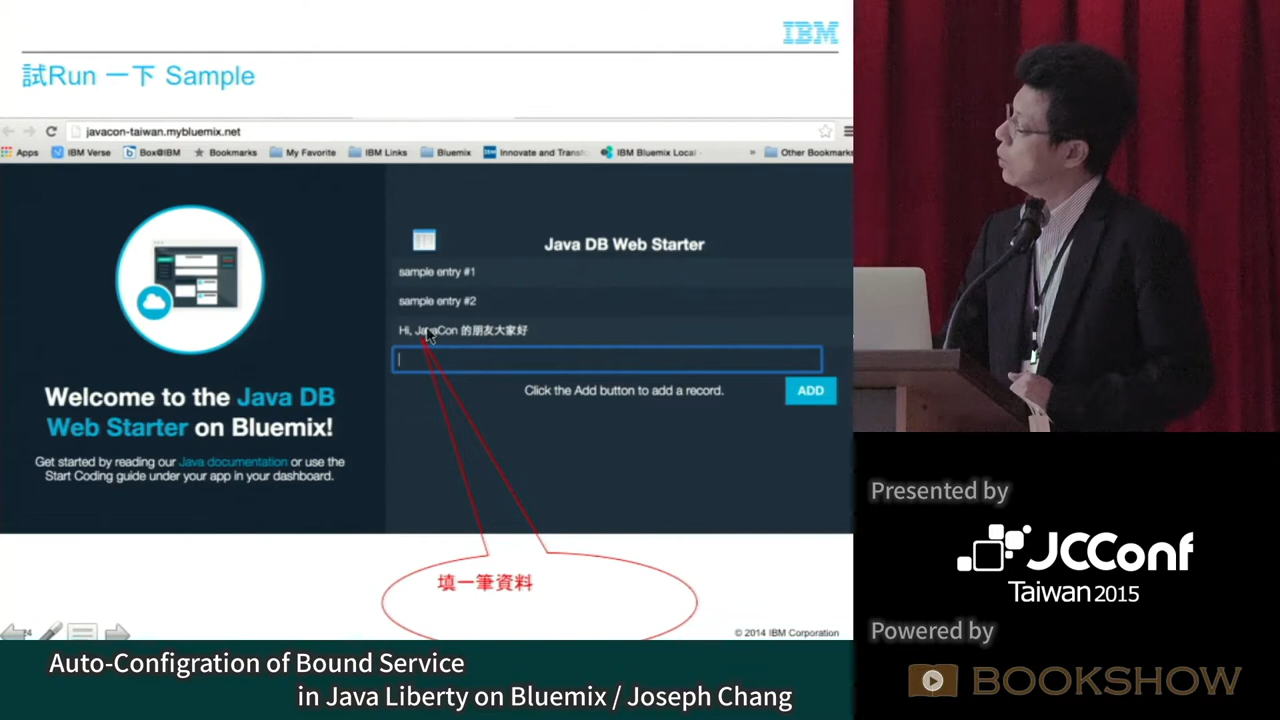 IBM
試Run 一下 Sample
javacon-taiwan.mybluemix.net
Apps
IBM Verse
Box@IBM
Bookmarks
My Favorite
IBM Links
Bluemix
Innovate and Trans
IBM Bluemix Local
»
Other Bookmarks
Java DB Web Starter
sample entry #1
sample entry #2
Hi, JavaCon 的朋友大家好
Click the Add button to add a record.
ADD
Welcome to the Java DB
Web Starter on Bluemix!
Get started by reading our Java documentation or use the
Start Coding guide under your app in your dashboard.
填一筆資料
24
© 2014 IBM Corporation
Presented by
JCConf
Taiwan 2015
Powered by
BOOKSHOW
Auto-Configration of Bound Service
in Java Liberty on Bluemix / Joseph Chang